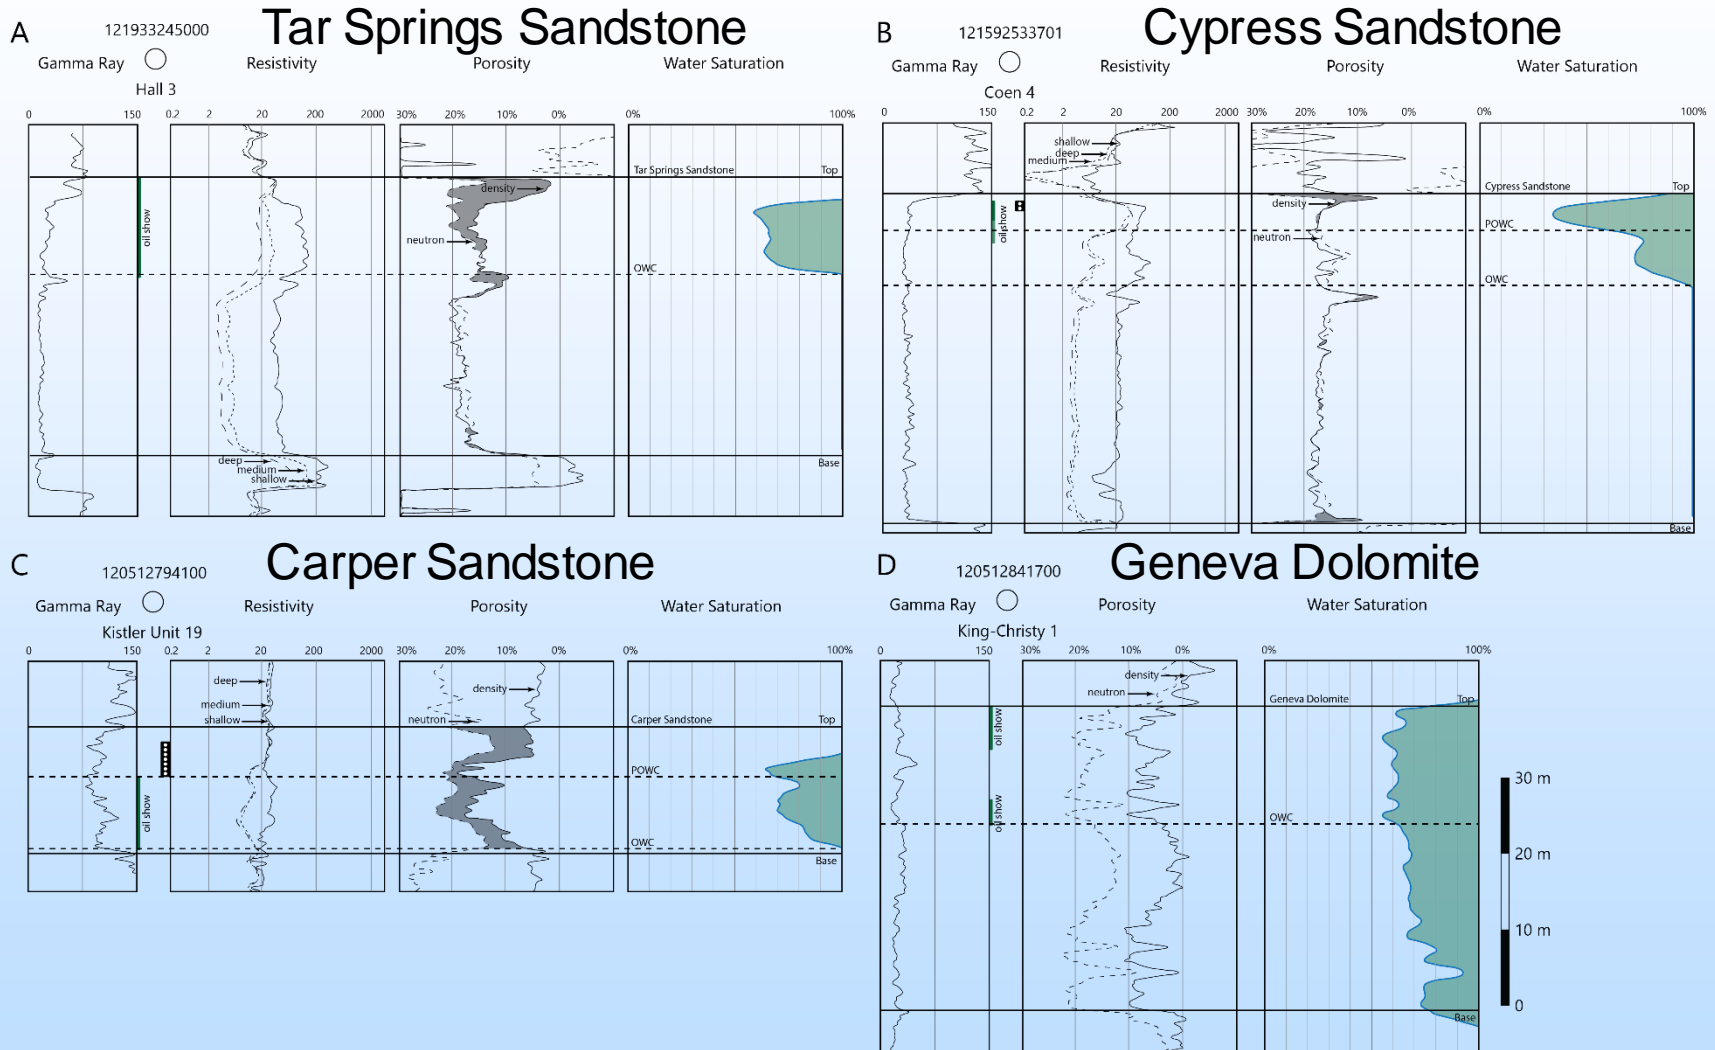 A
Tar Springs Sandstone
121933245000
Gamma Ray
Resistivity
Porosity
Water Saturation
Hall 3
0
150
0.2
2
20
200
2000
30%
20%
10%
0%
0%
100%
Tar Springs Sandstone
Top
density
oil show
neutron
OWC
deep
medium
shallow
Base
B
Cypress Sandstone
121592533701
Gamma Ray
Resistivity
Porosity
Water Saturation
Coen 4
0
150
0.2
2
20
200
2000
30%
20%
10%
0%
0%
100%
shallow
deep
medium
Cypress Sandstone
Top
density
oil show
POWC
neutron
OWC
Base
C
Carper Sandstone
120512794100
Gamma Ray
Resistivity
Porosity
Water Saturation
Kistler Unit 19
0
150
0.2
2
20
200
2000
30%
20%
10%
0%
0%
100%
deep
density
medium
shallow
neutron
Carper Sandstone
Top
POWC
oil show
OWC
Base
D
Geneva Dolomite
120512841700
Gamma Ray
Porosity
Water Saturation
King-Christy 1
0
150
30%
20%
10%
0%
0%
100%
density
neutron
Geneva Dolomite
Top
oil show
oil show
OWC
Base
30 m
20 m
10 m
0